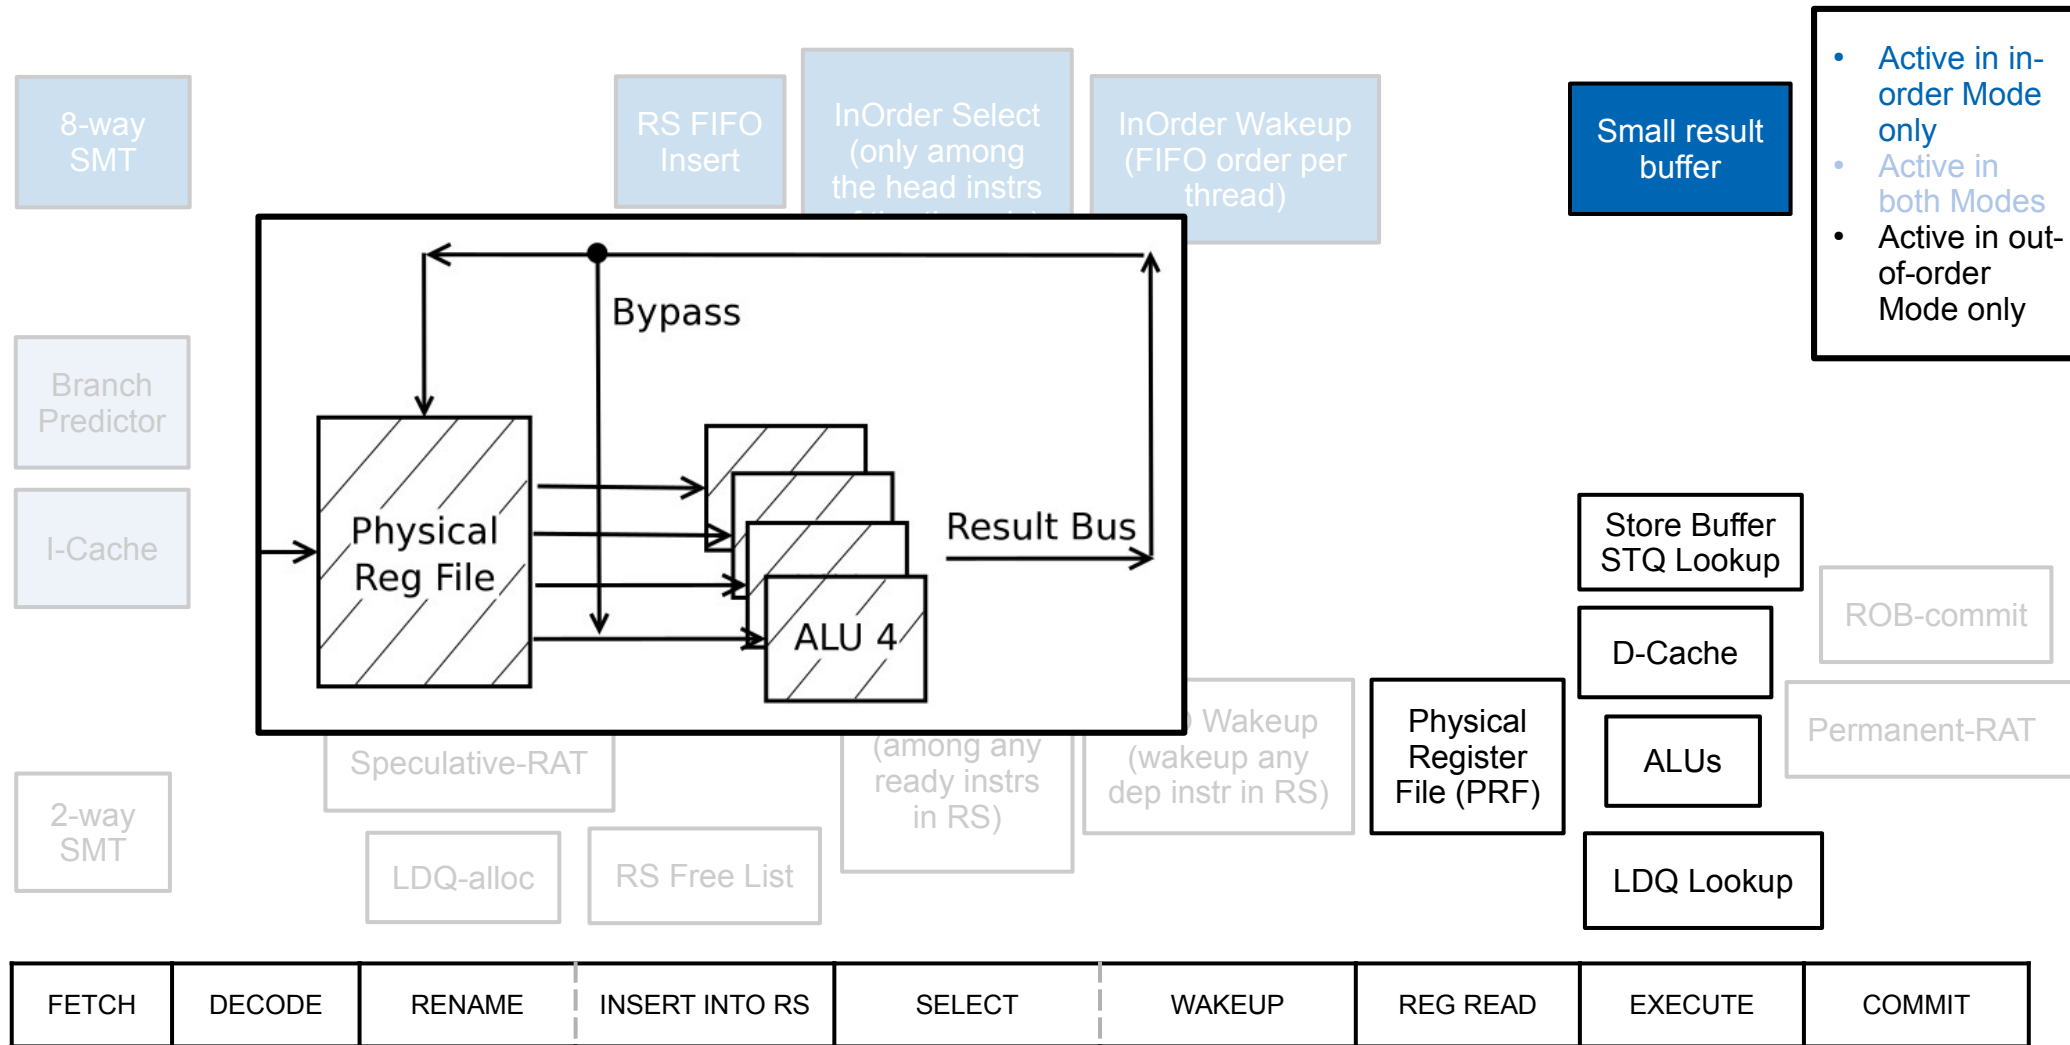 8-way
SMT
RS FIFO
Insert
InOrder Select
(only among
the head instrs
InOrder Wakeup
(FIFO order per
thread)
Small result
buffer
• Active in in-
order Mode
only
• Active in
both Modes
• Active in out-
of-order
Mode only
Bypass
Branch
Predictor
I-Cache
Physical
Reg File
Result Bus
ALU 4
Store Buffer
STQ Lookup
D-Cache
ALUs
LDQ Lookup
ROB-commit
Permanent-RAT
Physical
Register
File (PRF)
Wakeup
(wakeup any
dep instr in RS)
(among any
ready instrs
in RS)
Speculative-RAT
2-way
SMT
LDQ-alloc
RS Free List
FETCH
DECODE
RENAME
INSERT INTO RS
SELECT
WAKEUP
REG READ
EXECUTE
COMMIT